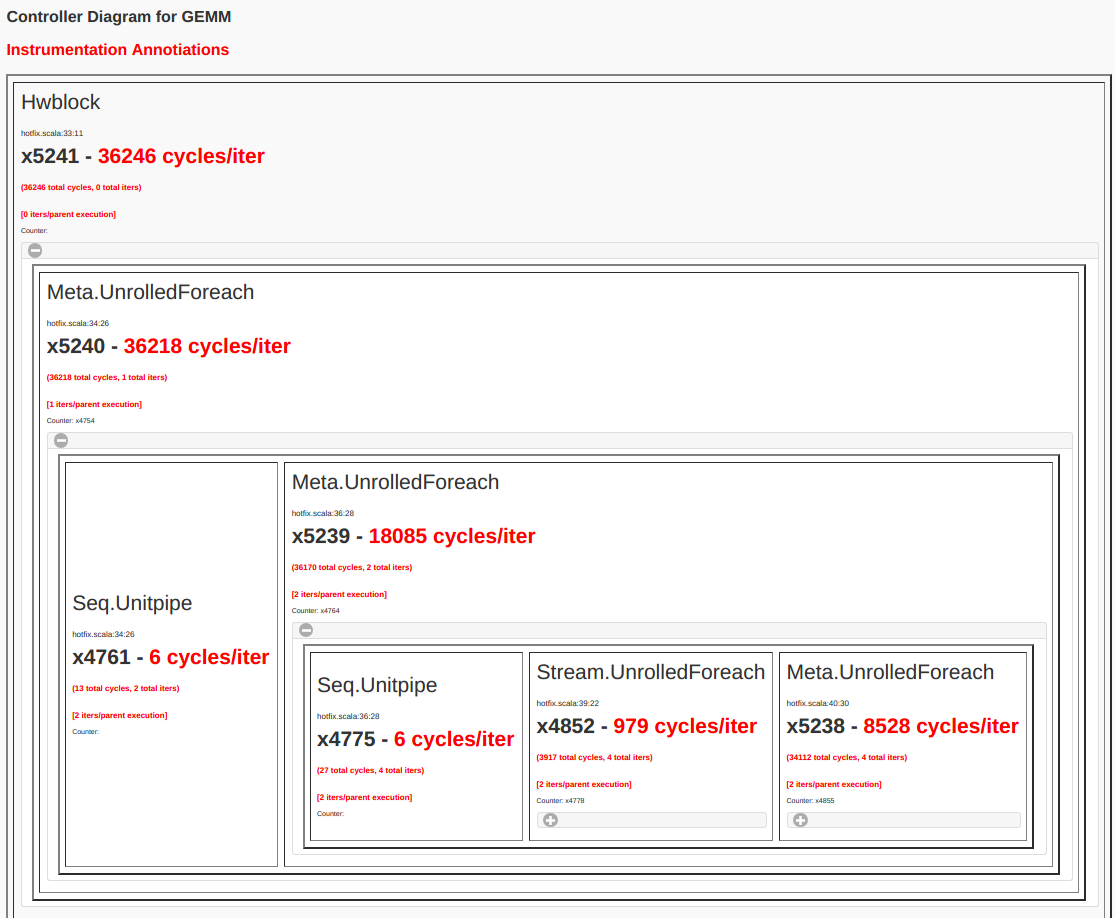 Controller Diagram for GEMM
Instrumentation Annotiations
Hwblock
hotfix.scala:33:11
x5241 - 36246 cycles/iter
(36246 total cycles, 0 total iters)
[0 iters/parent execution]
Counter:
Meta.UnrolledForeach
hotfix.scala:34:26
x5240 - 36218 cycles/iter
(36218 total cycles, 1 total iters)
[1 iters/parent execution]
Counter: x4754
Seq.Unitpipe
hotfix.scala:34:26
x4761 - 6 cycles/iter
(13 total cycles, 2 total iters)
[2 iters/parent execution]
Counter:
Meta.UnrolledForeach
hotfix.scala:36:28
x5239 - 18085 cycles/iter
(36170 total cycles, 2 total iters)
[2 iters/parent execution]
Counter: x4764
Seq.Unitpipe
hotfix.scala:36:28
x4775 - 6 cycles/iter
(27 total cycles, 4 total iters)
[2 iters/parent execution]
Counter:
Stream.UnrolledForeach
hotfix.scala:39:22
x4852 - 979 cycles/iter
(3917 total cycles, 4 total iters)
[2 iters/parent execution]
Counter: x4778
Meta.UnrolledForeach
hotfix.scala:40:30
x5238 - 8528 cycles/iter
(34112 total cycles, 4 total iters)
[2 iters/parent execution]
Counter: x4855